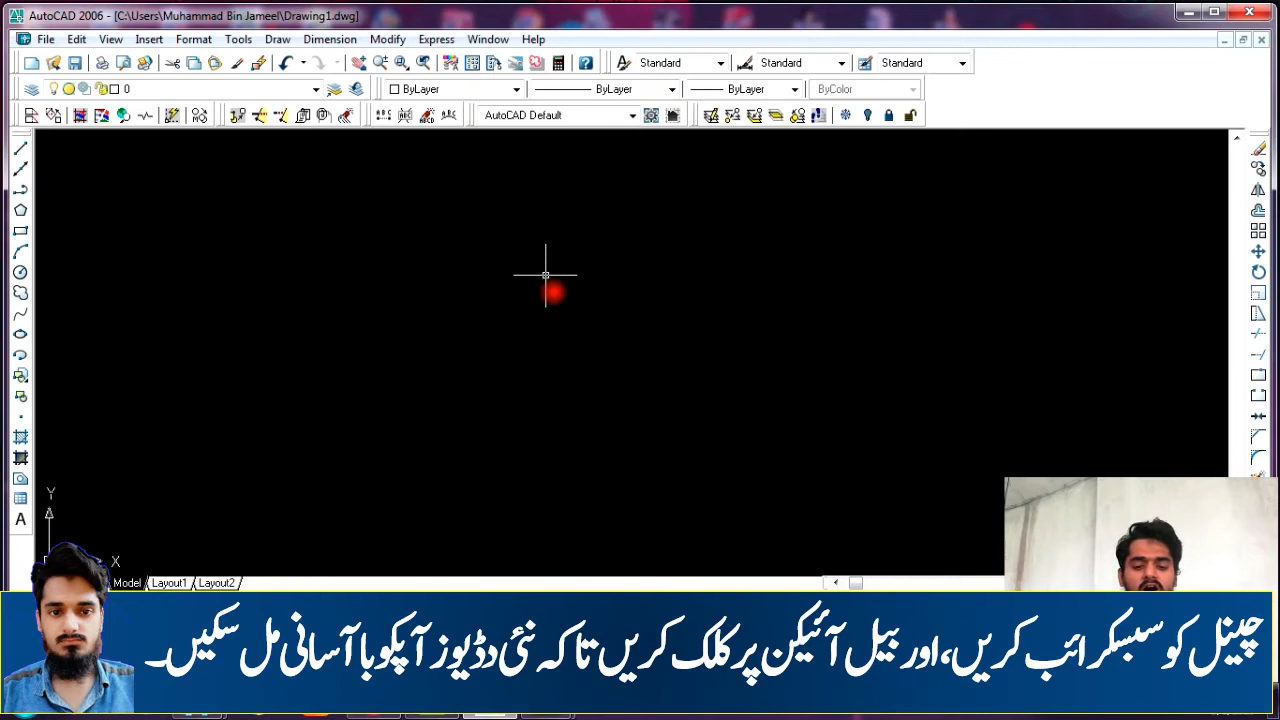 AutoCAD 2006 - [C:\Users\Muhammad Bin Jameel\Drawing1.dwg]
File Edit View Insert Format Tools Draw Dimension Modify Express Window Help
Standard Standard Standard
0 ByLayer ByLayer ByLayer ByColor
AutoCAD Default
A
Y
X
Model Layout1 Layout2
چینل کو سبسکرائب کریں، اور بیل آئیکن پر کلک کریں تاکہ نئی وڈیوز آپکو با آسانی مل سکیں۔